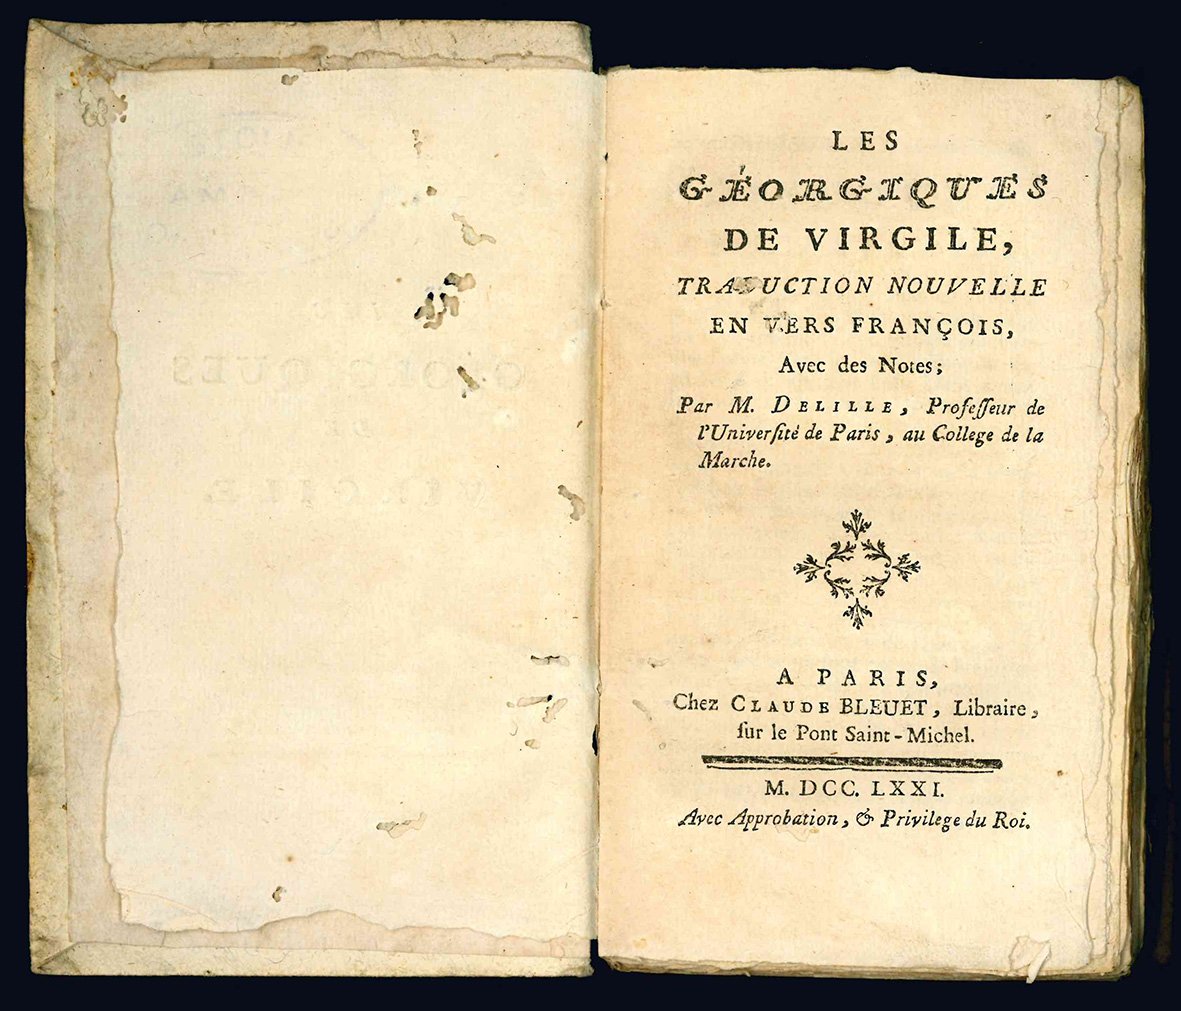 LES
GÉORGIQUES
DE VIRGILE,
TRADUCTION NOUVELLE
EN VERS FRANÇOIS,
Avec des Notes;
Par M. DELILLE, Profeſſeur de
l'Univerſité de Paris, au College de la
Marche.
A PARIS,
Chez CLAUDE BLEUET, Libraire,
ſur le Pont Saint-Michel.
M. DCC. LXXI.
Avec Approbation, & Privilege du Roi.